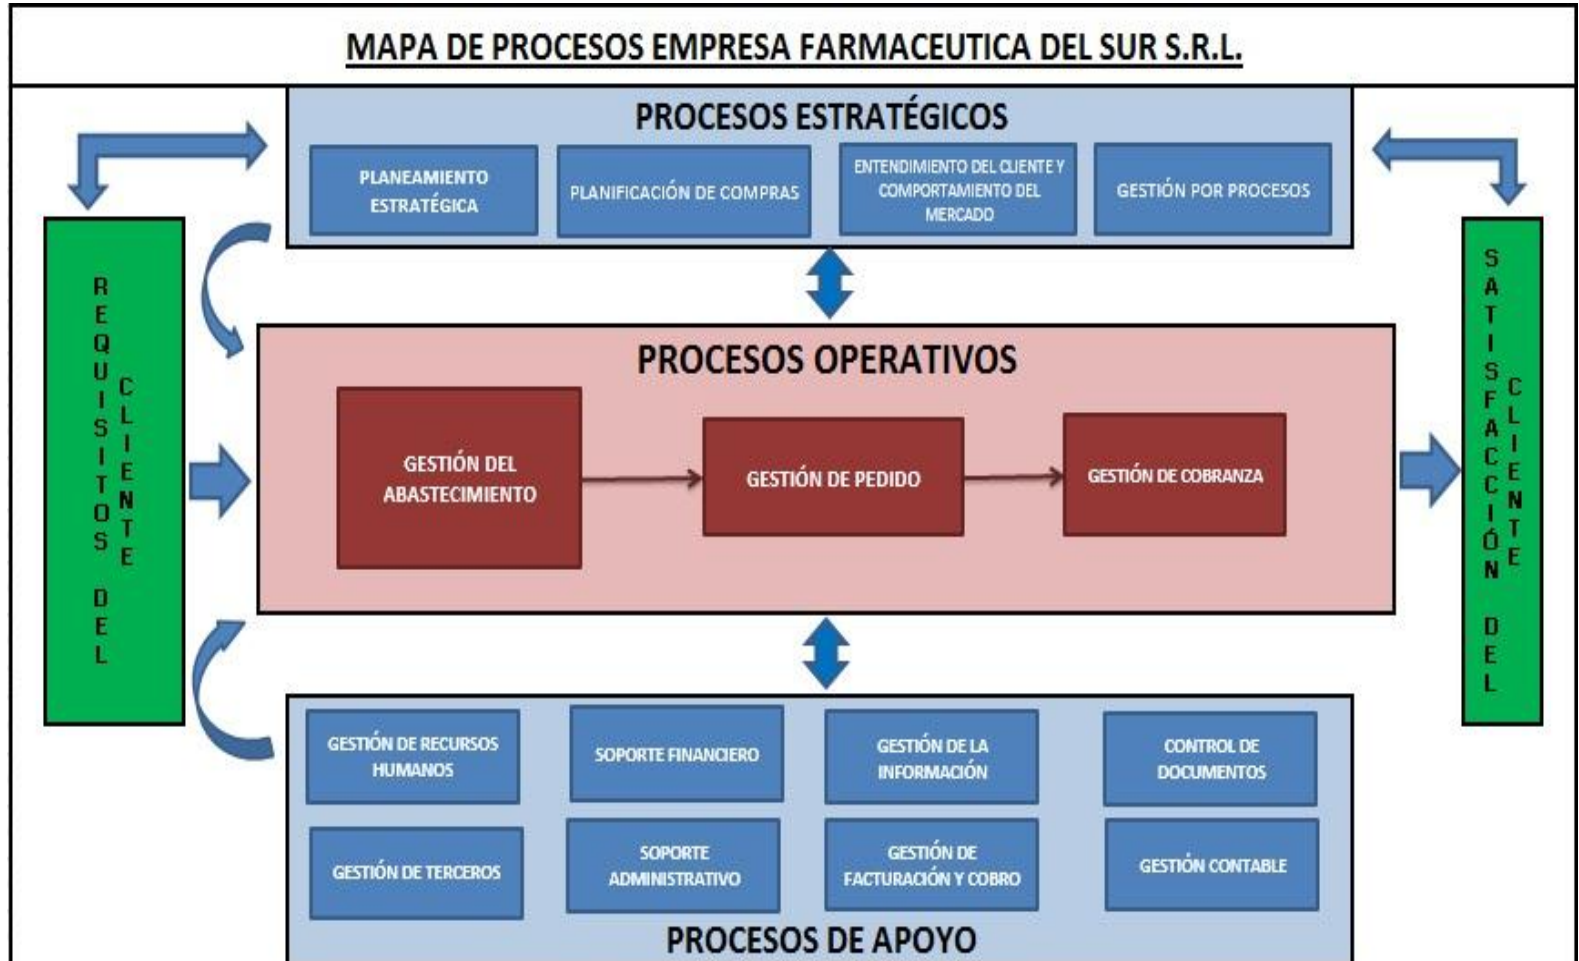 MAPA DE PROCESOS EMPRESA FARMACEUTICA DEL SUR S.R.L.
PROCESOS ESTRATÉGICOS
PLANEAMIENTO
ESTRATÉGICA
PLANIFICACIÓN DE COMPRAS
ENTENDIMIENTO DEL CLIENTE Y
COMPORTAMIENTO DEL
MERCADO
GESTIÓN POR PROCESOS
REQUISITOS DEL
CLIENTE
PROCESOS OPERATIVOS
GESTIÓN DEL
ABASTECIMIENTO
GESTIÓN DE PEDIDO
GESTIÓN DE COBRANZA
SATISFACCIÓN DEL
CLIENTE
GESTIÓN DE RECURSOS
HUMANOS
SOPORTE FINANCIERO
GESTIÓN DE LA
INFORMACIÓN
CONTROL DE
DOCUMENTOS
GESTIÓN DE TERCEROS
SOPORTE
ADMINISTRATIVO
GESTIÓN DE
FACTURACIÓN Y COBRO
GESTIÓN CONTABLE
PROCESOS DE APOYO